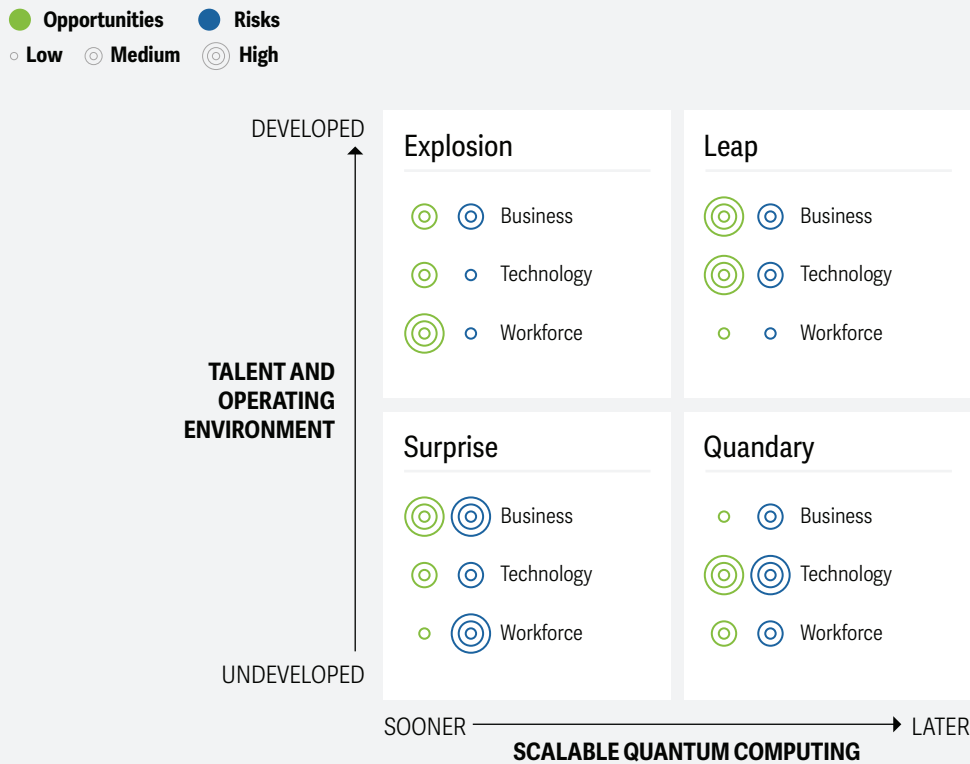 Opportunities Risks
Low Medium High
DEVELOPED
Explosion
Business
Technology
Workforce
Leap
Business
Technology
Workforce
TALENT AND
OPERATING
ENVIRONMENT
Surprise
Business
Technology
Workforce
Quandary
Business
Technology
Workforce
UNDEVELOPED
SOONER LATER
SCALABLE QUANTUM COMPUTING